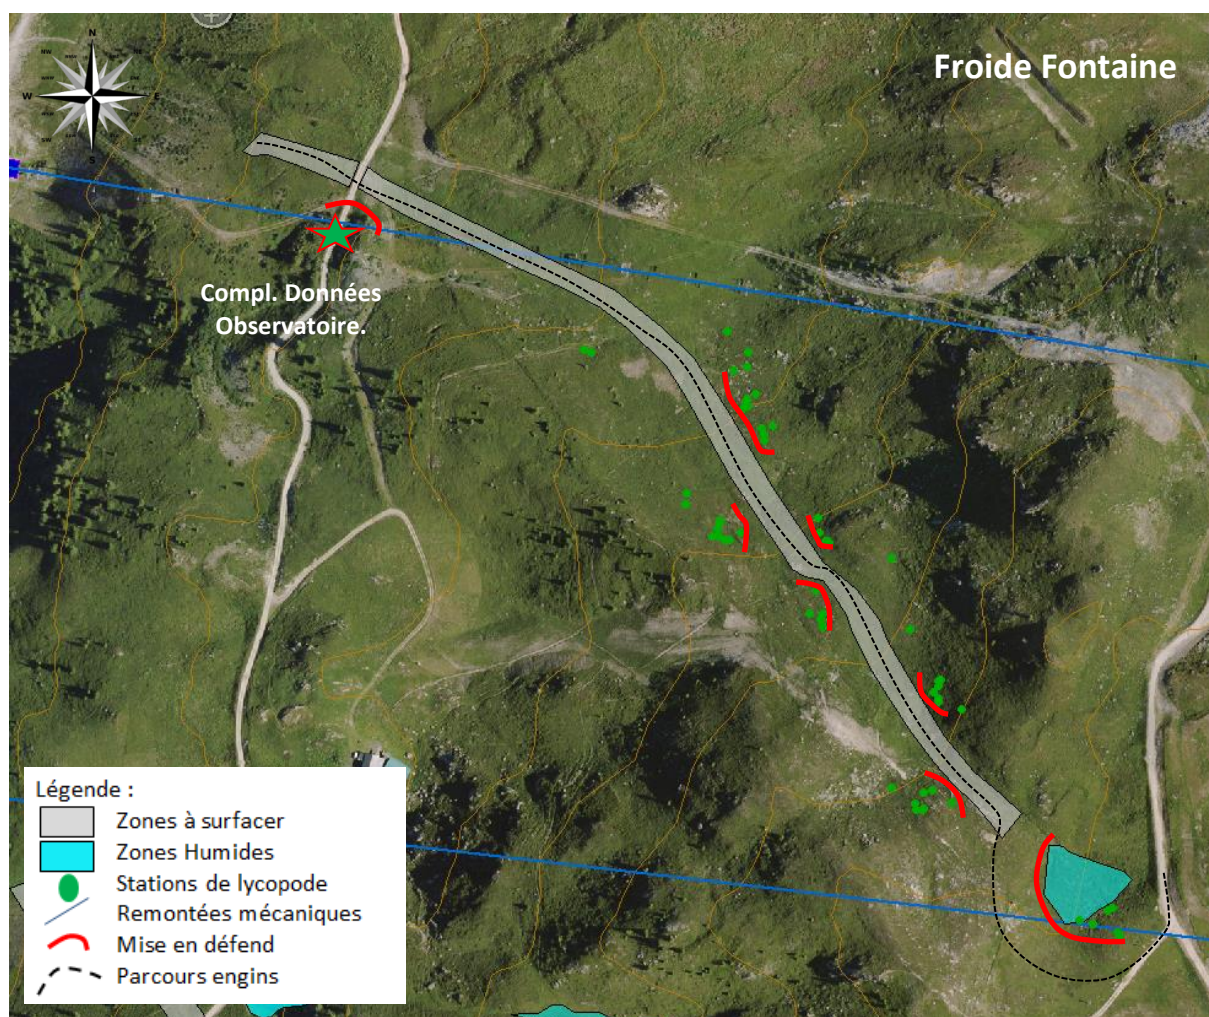 N
W
E
S
Froide Fontaine
Compl. Données
Observatoire.
Légende :
Zones à surfacer
Zones Humides
Stations de lycopode
Remontées mécaniques
Mise en défend
Parcours engins